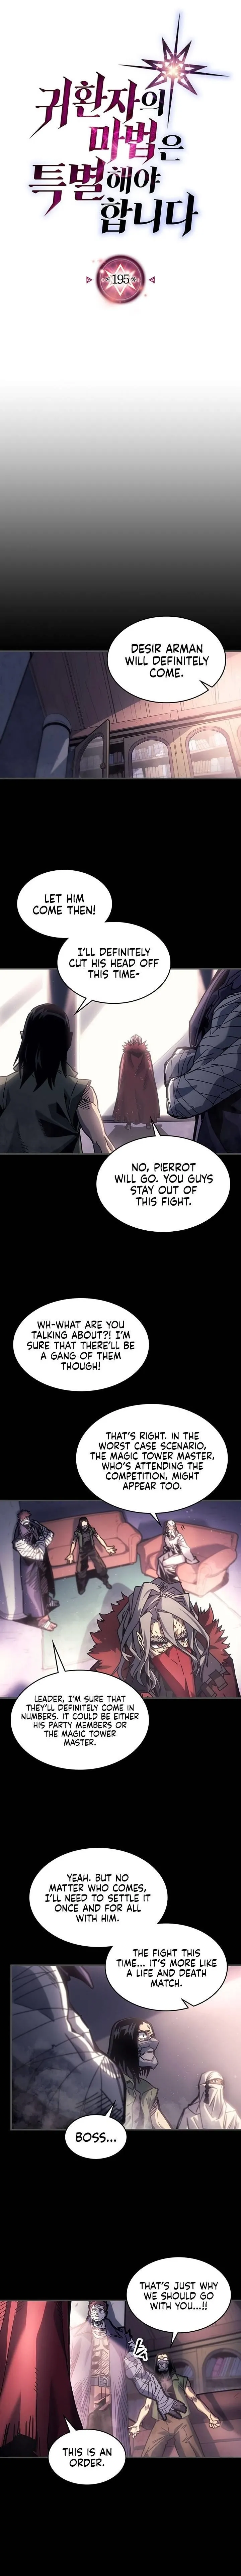 귀환자의
마법은
특별해야
합니다
195
DESIR ARMAN
WILL DEFINITELY
COME.
LET HIM
COME THEN!
I'LL DEFINITELY
CUT HIS HEAD OFF
THIS TIME-
NO, PIERROT
WILL GO. YOU GUYS
STAY OUT OF
THIS FIGHT.
WH-WHAT ARE YOU
TALKING ABOUT?! I'M
SURE THAT THERE'LL BE
A GANG OF THEM
THOUGH!
THAT'S RIGHT. IN THE
WORST CASE SCENARIO,
THE MAGIC TOWER MASTER,
WHO'S ATTENDING THE
COMPETITION, MIGHT
APPEAR TOO.
LEADER, I'M SURE THAT
THEY'LL DEFINITELY COME IN
NUMBERS. IT COULD BE EITHER
HIS PARTY MEMBERS OR
THE MAGIC TOWER
MASTER.
YEAH. BUT NO
MATTER WHO COMES,
I'LL NEED TO SETTLE IT
ONCE AND FOR ALL
WITH HIM.
THE FIGHT THIS
TIME... IT'S MORE LIKE
A LIFE AND DEATH
MATCH.
BOSS...
THAT'S JUST WHY
WE SHOULD GO
WITH YOU...!!
THIS IS AN
ORDER.